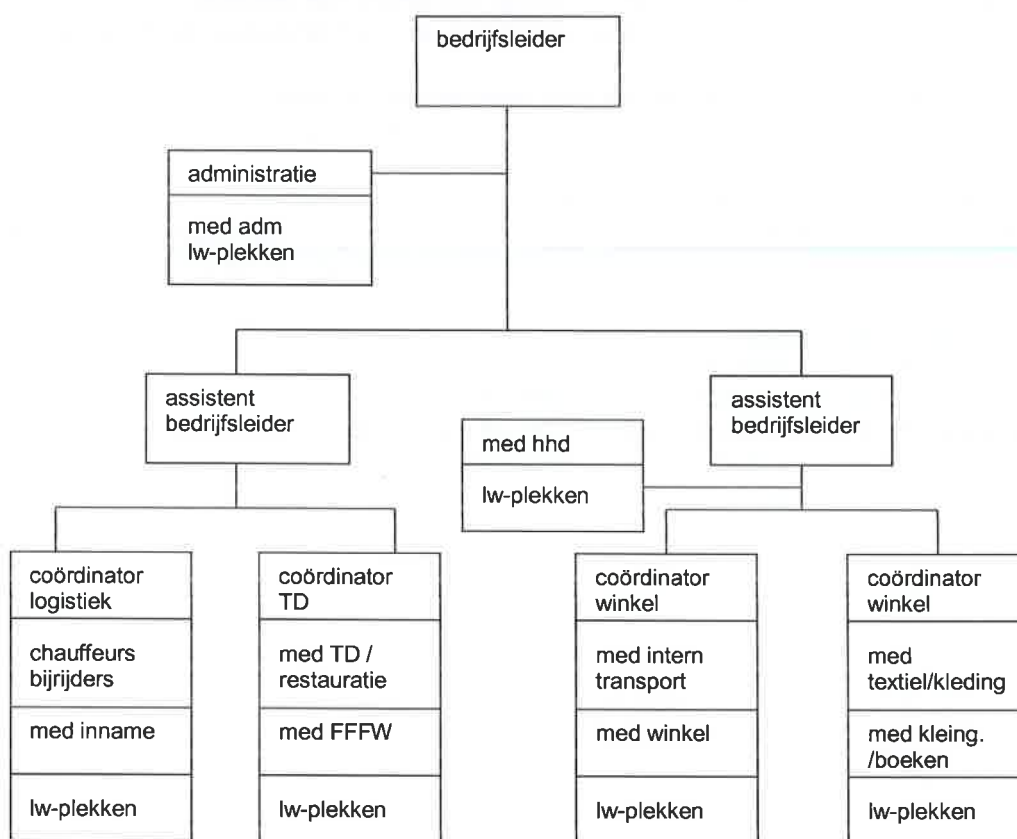 bedrijfsleider
administratie
med adm
lw-plekken
assistent
bedrijfsleider
assistent
bedrijfsleider
med hhd
lw-plekken
coördinator
logistiek
chauffeurs
bijrijders
med inname
lw-plekken
coördinator
TD
med TD /
restauratie
med FFFW
lw-plekken
coördinator
winkel
med intern
transport
med winkel
lw-plekken
coördinator
winkel
med
textiel/kleding
med kleing.
/boeken
lw-plekken